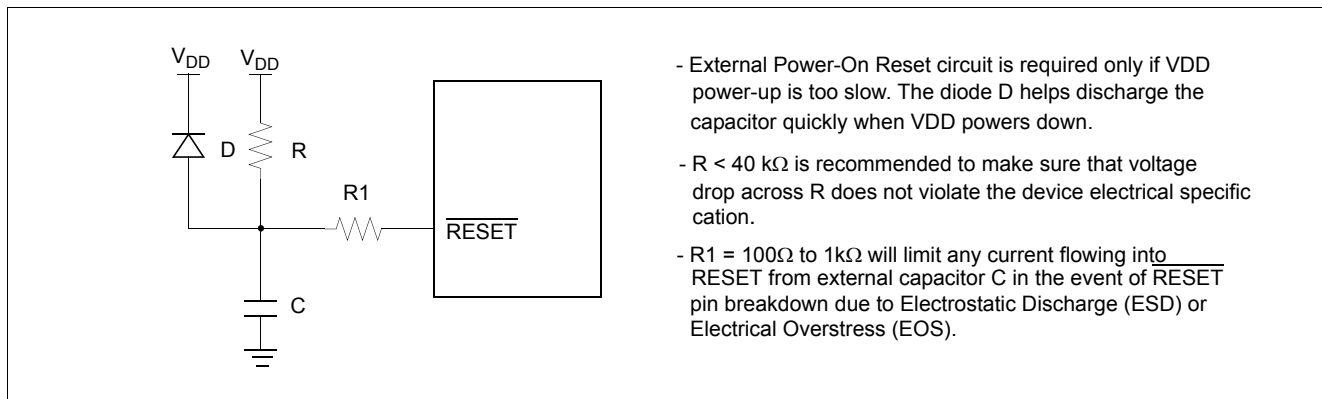 VDD VDD
D R
R1
RESET
C
- External Power-On Reset circuit is required only if VDD
power-up is too slow. The diode D helps discharge the
capacitor quickly when VDD powers down.
- R < 40 kΩ is recommended to make sure that voltage
drop across R does not violate the device electrical specific
cation.
- R1 = 100Ω to 1kΩ will limit any current flowing into
RESET from external capacitor C in the event of RESET
pin breakdown due to Electrostatic Discharge (ESD) or
Electrical Overstress (EOS).